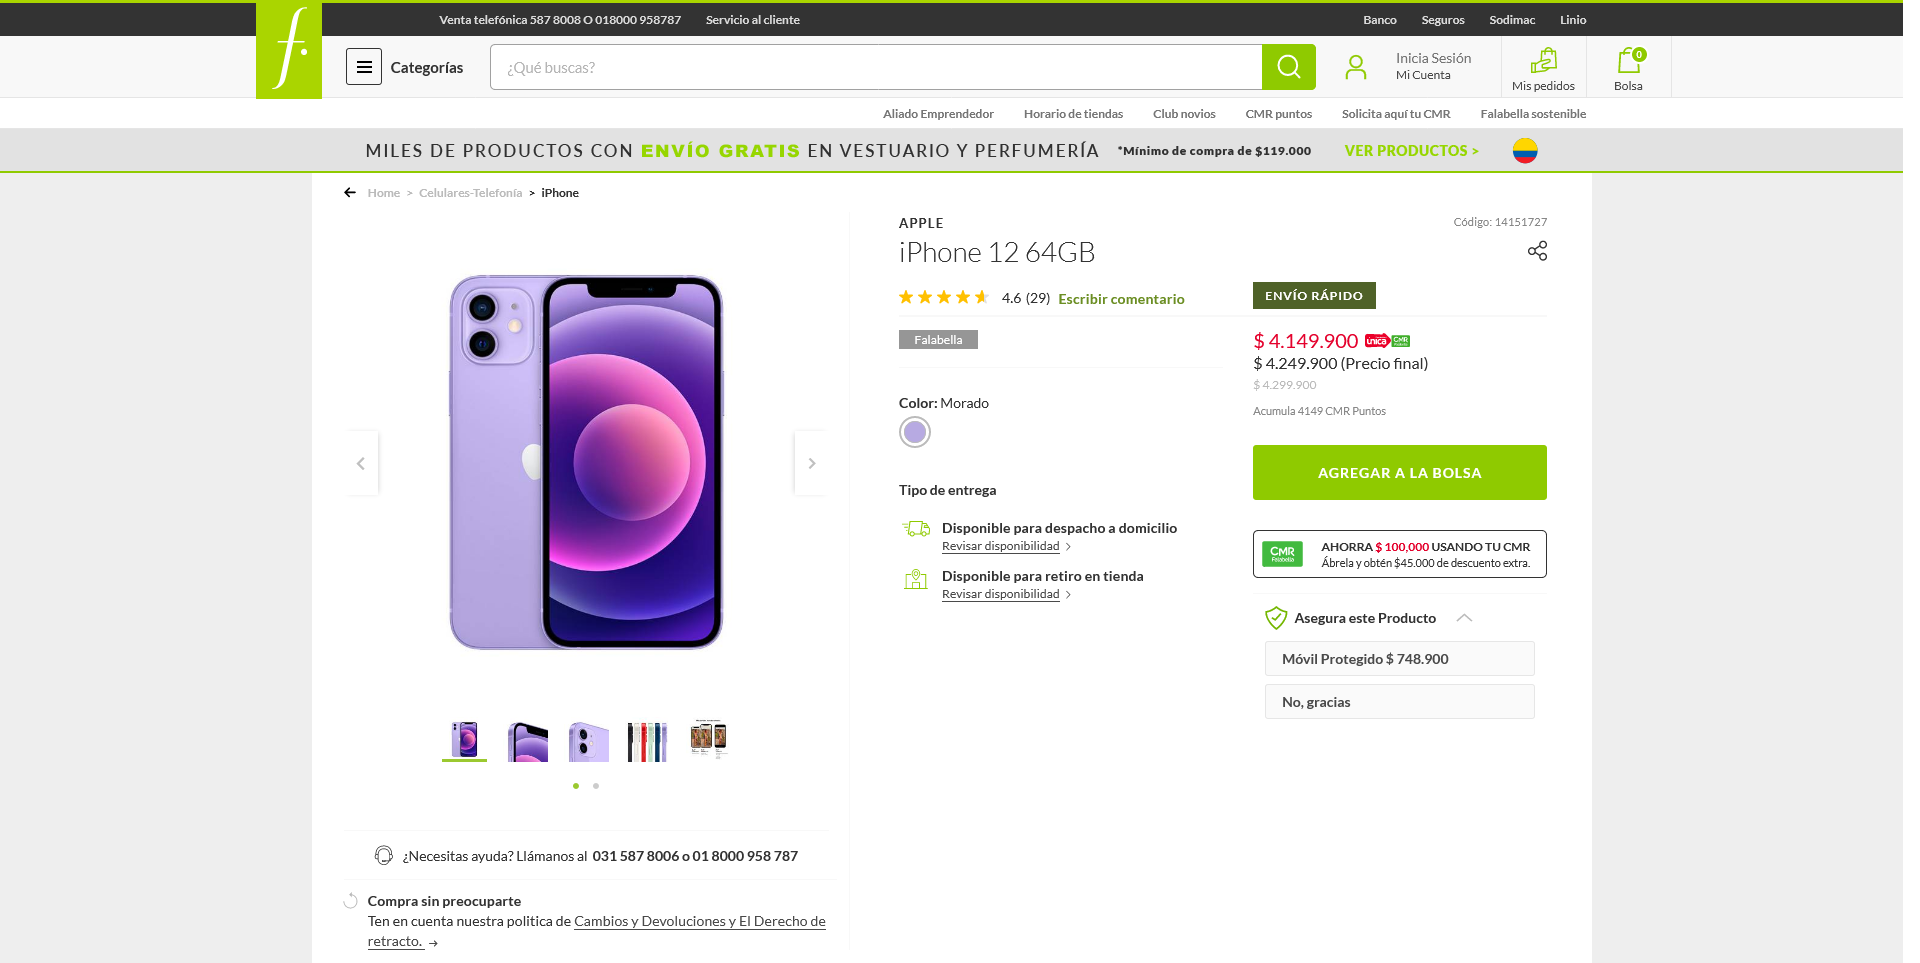 Venta telefónica 587 8008 O 018000 958787
Servicio al cliente
Banco
Seguros
Sodimac
Linio
f.
Categorías
¿Qué buscas?
Inicia Sesión
Mi Cuenta
Mis pedidos
0
Bolsa
Aliado Emprendedor
Horario de tiendas
Club novios
CMR puntos
Solicita aquí tu CMR
Falabella sostenible
MILES DE PRODUCTOS CON ENVÍO GRATIS EN VESTUARIO Y PERFUMERÍA
*Mínimo de compra de $119.000
VER PRODUCTOS >
Home > Celulares-Telefonía > iPhone
APPLE
Código: 14151727
iPhone 12 64GB
4.6 (29) Escribir comentario
ENVÍO RÁPIDO
Falabella
$ 4.149.900 única CMR
$ 4.249.900 (Precio final)
$ 4.299.900
Acumula 4149 CMR Puntos
Color: Morado
AGREGAR A LA BOLSA
Tipo de entrega
Disponible para despacho a domicilio
Revisar disponibilidad >
Disponible para retiro en tienda
Revisar disponibilidad >
CMR
Falabella
AHORRA $ 100,000 USANDO TU CMR
Ábrela y obtén $45.000 de descuento extra.
Asegura este Producto
Móvil Protegido $ 748.900
No, gracias
¿Necesitas ayuda? Llámanos al 031 587 8006 o 01 8000 958 787
Compra sin preocuparte
Ten en cuenta nuestra politica de Cambios y Devoluciones y El Derecho de
retracto. →